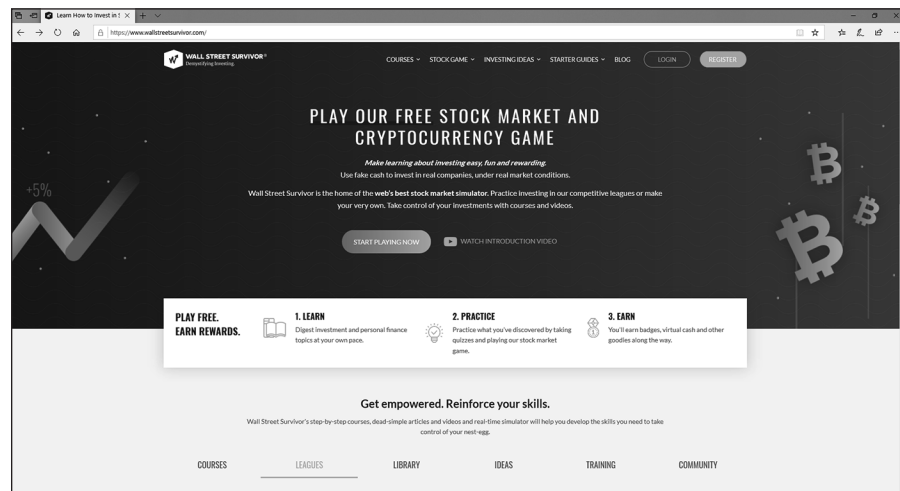 Learn How to Invest in S
https://www.wallstreetsurvivor.com/
WALL STREET SURVIVOR®
Demystifying Investing.
COURSES STOCK GAME INVESTING IDEAS STARTER GUIDES BLOG LOGIN REGISTER
PLAY OUR FREE STOCK MARKET AND
CRYPTOCURRENCY GAME
Make learning about investing easy, fun and rewarding.
Use fake cash to invest in real companies, under real market conditions.
Wall Street Survivor is the home of the web's best stock market simulator. Practice investing in our competitive leagues or make
your very own. Take control of your investments with courses and videos.
+5%
START PLAYING NOW WATCH INTRODUCTION VIDEO
PLAY FREE.
EARN REWARDS.
1. LEARN
Digest investment and personal finance
topics at your own pace.
2. PRACTICE
Practice what you've discovered by taking
quizzes and playing our stock market
game.
3. EARN
You'll earn badges, virtual cash and other
goodies along the way.
Get empowered. Reinforce your skills.
Wall Street Survivor's step-by-step courses, dead-simple articles and videos and real-time simulator will help you develop the skills you need to take
control of your nest-egg.
COURSES LEAGUES LIBRARY IDEAS TRAINING COMMUNITY